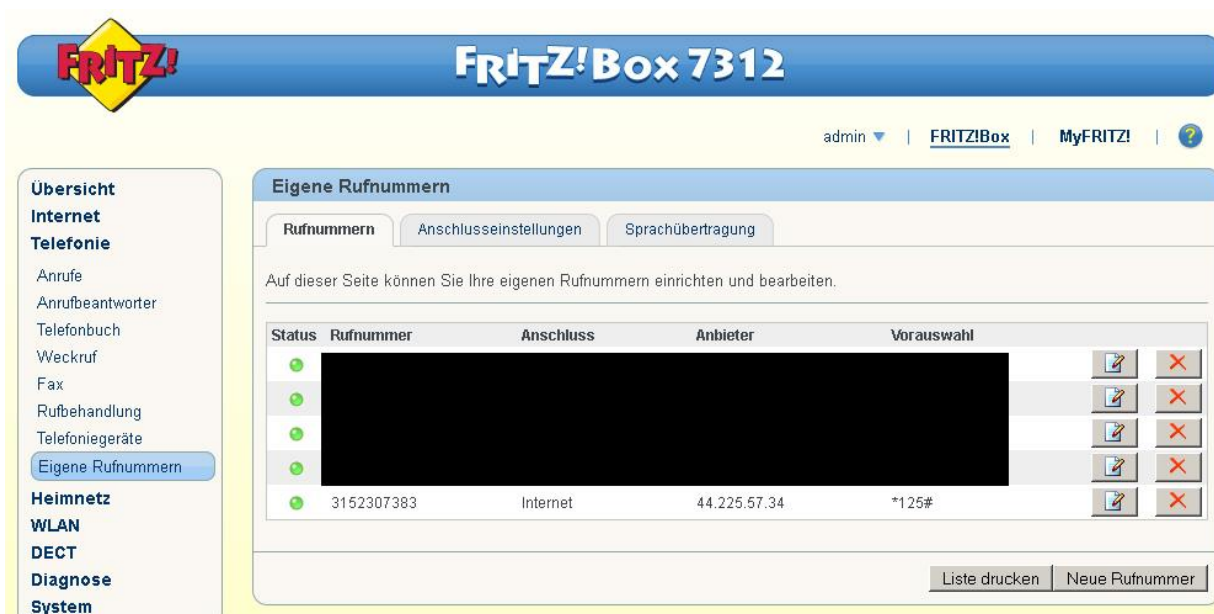 FRITZ!
FRITZ!Box 7312
admin | FRITZ!Box | MyFRITZ! | ?
Übersicht
Internet
Telefonie
Anrufe
Anrufbeantworter
Telefonbuch
Weckruf
Fax
Rufbehandlung
Telefoniegeräte
Eigene Rufnummern
Heimnetz
WLAN
DECT
Diagnose
System
Eigene Rufnummern
Rufnummern Anschlusseinstellungen Sprachübertragung
Auf dieser Seite können Sie Ihre eigenen Rufnummern einrichten und bearbeiten.
Status Rufnummer Anschluss Anbieter Vorauswahl
3152307383 Internet 44.225.57.34 *125#
Liste drucken Neue Rufnummer